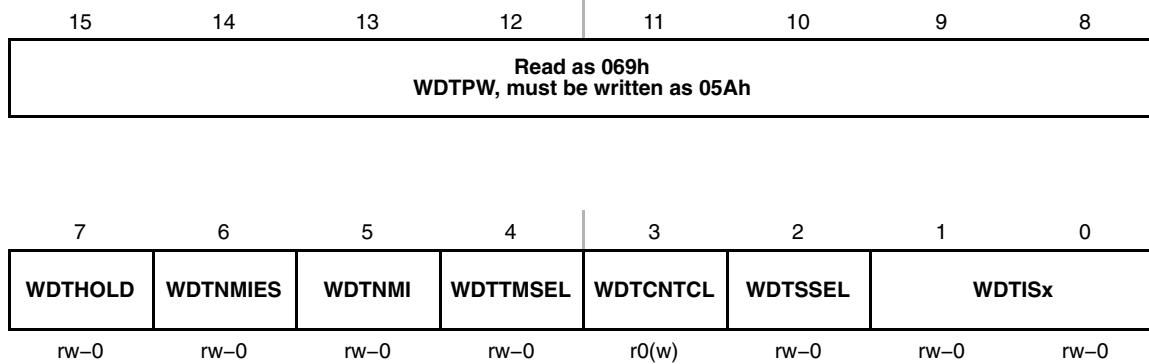 15 14 13 12 11 10 9 8
Read as 069h
WDTPW, must be written as 05Ah
7 6 5 4 3 2 1 0
WDTHOLD WDTNMIES WDTNMI WDTTMSEL WDTCNTCL WDTSSEL WDTISx
rw−0 rw−0 rw−0 rw−0 r0(w) rw−0 rw−0 rw−0